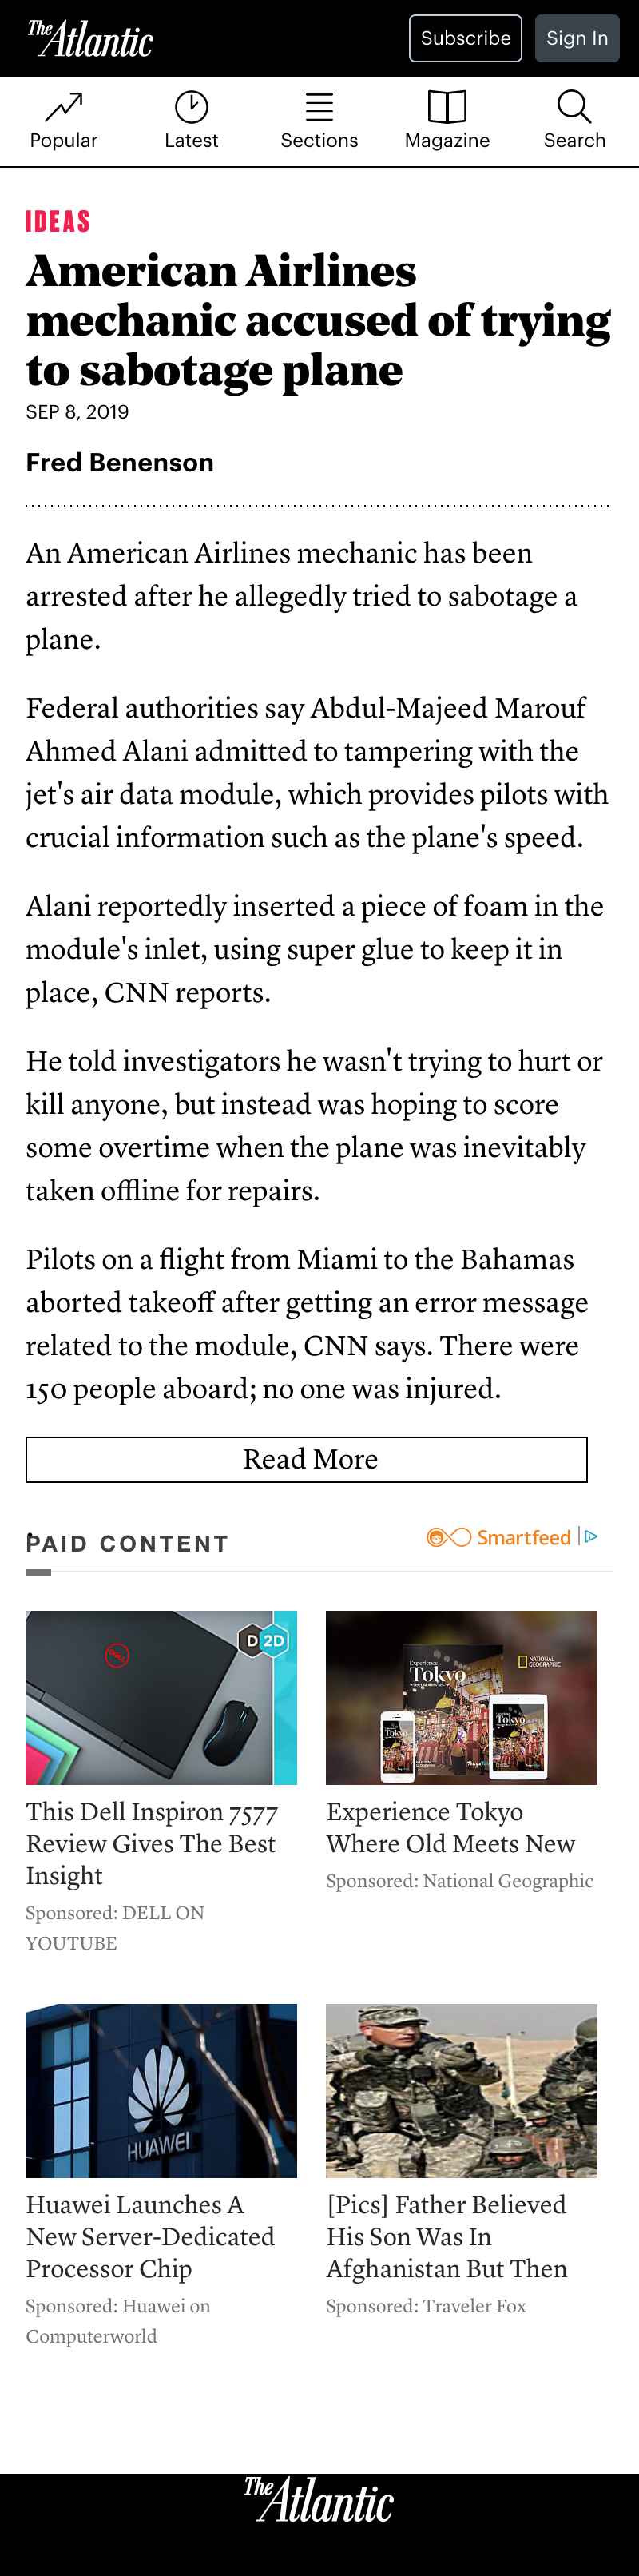 The Atlantic
Subscribe
Sign In
Popular
Latest
Sections
Magazine
Search
IDEAS
American Airlines
mechanic accused of trying
to sabotage plane
SEP 8, 2019
Fred Benenson
An American Airlines mechanic has been
arrested after he allegedly tried to sabotage a
plane.
Federal authorities say Abdul-Majeed Marouf
Ahmed Alani admitted to tampering with the
jet's air data module, which provides pilots with
crucial information such as the plane's speed.
Alani reportedly inserted a piece of foam in the
module's inlet, using super glue to keep it in
place, CNN reports.
He told investigators he wasn't trying to hurt or
kill anyone, but instead was hoping to score
some overtime when the plane was inevitably
taken offline for repairs.
Pilots on a flight from Miami to the Bahamas
aborted takeoff after getting an error message
related to the module, CNN says. There were
150 people aboard; no one was injured.
Read More
PAID CONTENT
Smartfeed
DELL
D 2D
Experience
Tokyo
NATIONAL
GEOGRAPHIC
Tokyo
Tokyo
This Dell Inspiron 7577
Review Gives The Best
Insight
Sponsored: DELL ON
YOUTUBE
Experience Tokyo
Where Old Meets New
Sponsored: National Geographic
HUAWEI
Huawei Launches A
New Server-Dedicated
Processor Chip
Sponsored: Huawei on
Computerworld
[Pics] Father Believed
His Son Was In
Afghanistan But Then
Sponsored: Traveler Fox
The Atlantic